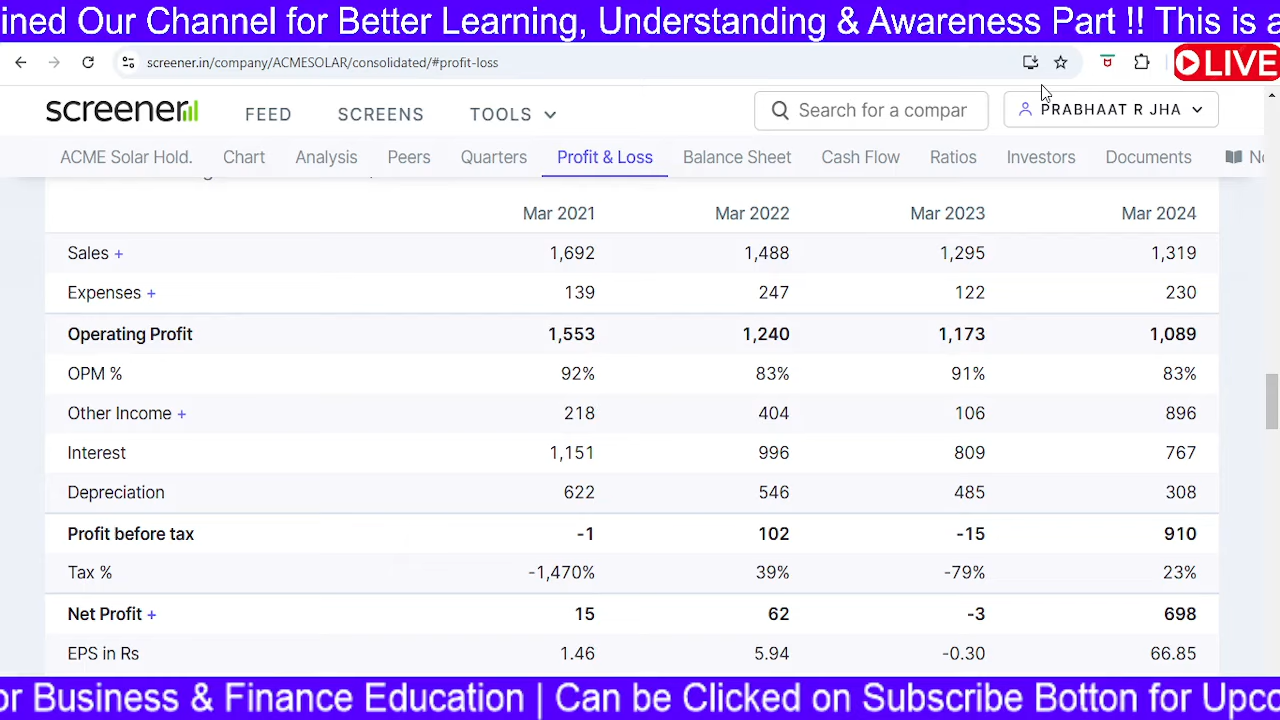 ined Our Channel for Better Learning, Understanding & Awareness Part !! This is a
screener.in/company/ACMESOLAR/consolidated/#profit-loss
LIVE
screener FEED SCREENS TOOLS Search for a compar PRABHAAT R JHA
ACME Solar Hold. Chart Analysis Peers Quarters Profit & Loss Balance Sheet Cash Flow Ratios Investors Documents
Mar 2021 Mar 2022 Mar 2023 Mar 2024
Sales + 1,692 1,488 1,295 1,319
Expenses + 139 247 122 230
Operating Profit 1,553 1,240 1,173 1,089
OPM % 92% 83% 91% 83%
Other Income + 218 404 106 896
Interest 1,151 996 809 767
Depreciation 622 546 485 308
Profit before tax -1 102 -15 910
Tax % -1,470% 39% -79% 23%
Net Profit + 15 62 -3 698
EPS in Rs 1.46 5.94 -0.30 66.85
or Business & Finance Education | Can be Clicked on Subscribe Botton for Upco